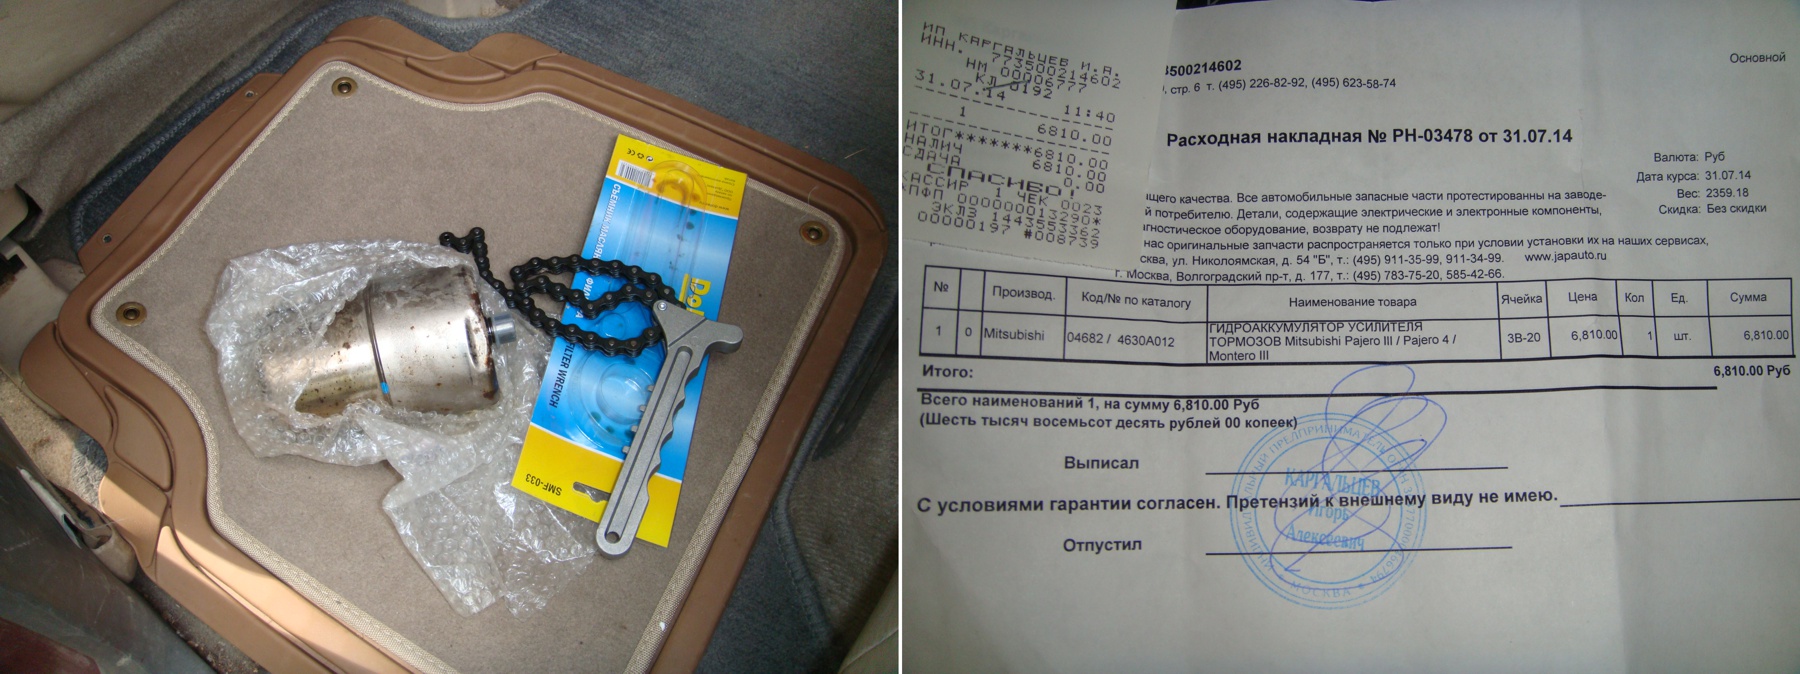 СЪЕМНИК МАСЛЯН
ФИЛ
FILTER WRENCH
SMF-033
ИП КАРГАЛЬЦЕВ И.А.
ИНН. 773500214602
НМ 00006777
КЛ 0192
31.07.14 11:40
1 6810.00
ИТОГ*******6810.00
НАЛИЧ 6810.00
СДАЧА 0.00
СПАСИБО!
КАССИР 1 ЧЕК 0023
КПФП 000000013290*
ЭКЛЗ 1443553362
00000197 #008739
3500214602
Основной
, стр. 6 т. (495) 226-82-92, (495) 623-58-74
Расходная накладная № РН-03478 от 31.07.14
Валюта: Руб
Дата курса: 31.07.14
Вес: 2359.18
Скидка: Без скидки
щего качества. Все автомобильные запасные части протестированны на заводе-
й потребителю. Детали, содержащие электрические и электронные компоненты,
гностическое оборудование, возврату не подлежат!
нас оригинальные запчасти распространяется только при условии установки их на наших сервисах,
сква, ул. Николоямская, д. 54 "Б", т.: (495) 911-35-99, 911-34-99. www.japauto.ru
г. Москва, Волгоградский пр-т, д. 177, т.: (495) 783-75-20, 585-42-66.
№ Производ. Код/№ по каталогу Наименование товара Ячейка Цена Кол Ед. Сумма
1 0 Mitsubishi 04682 / 4630A012 ГИДРОАККУМУЛЯТОР УСИЛИТЕЛЯ ТОРМОЗОВ Mitsubishi Pajero III / Pajero 4 / Montero III 3B-20 6,810.00 1 шт. 6,810.00
Итого: 6,810.00 Руб
Всего наименований 1, на сумму 6,810.00 Руб
(Шесть тысяч восемьсот десять рублей 00 копеек)
Выписал
С условиями гарантии согласен. Претензий к внешнему виду не имею.
Отпустил
КАРГАЛЬЦЕВ
Игорь
Алексеевич
МОСКВА